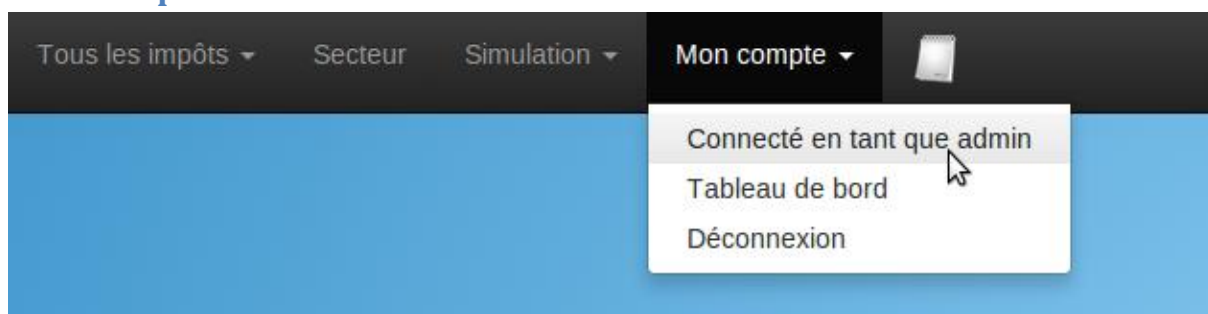 Tous les impôts Secteur Simulation Mon compte
Connecté en tant que admin
Tableau de bord
Déconnexion